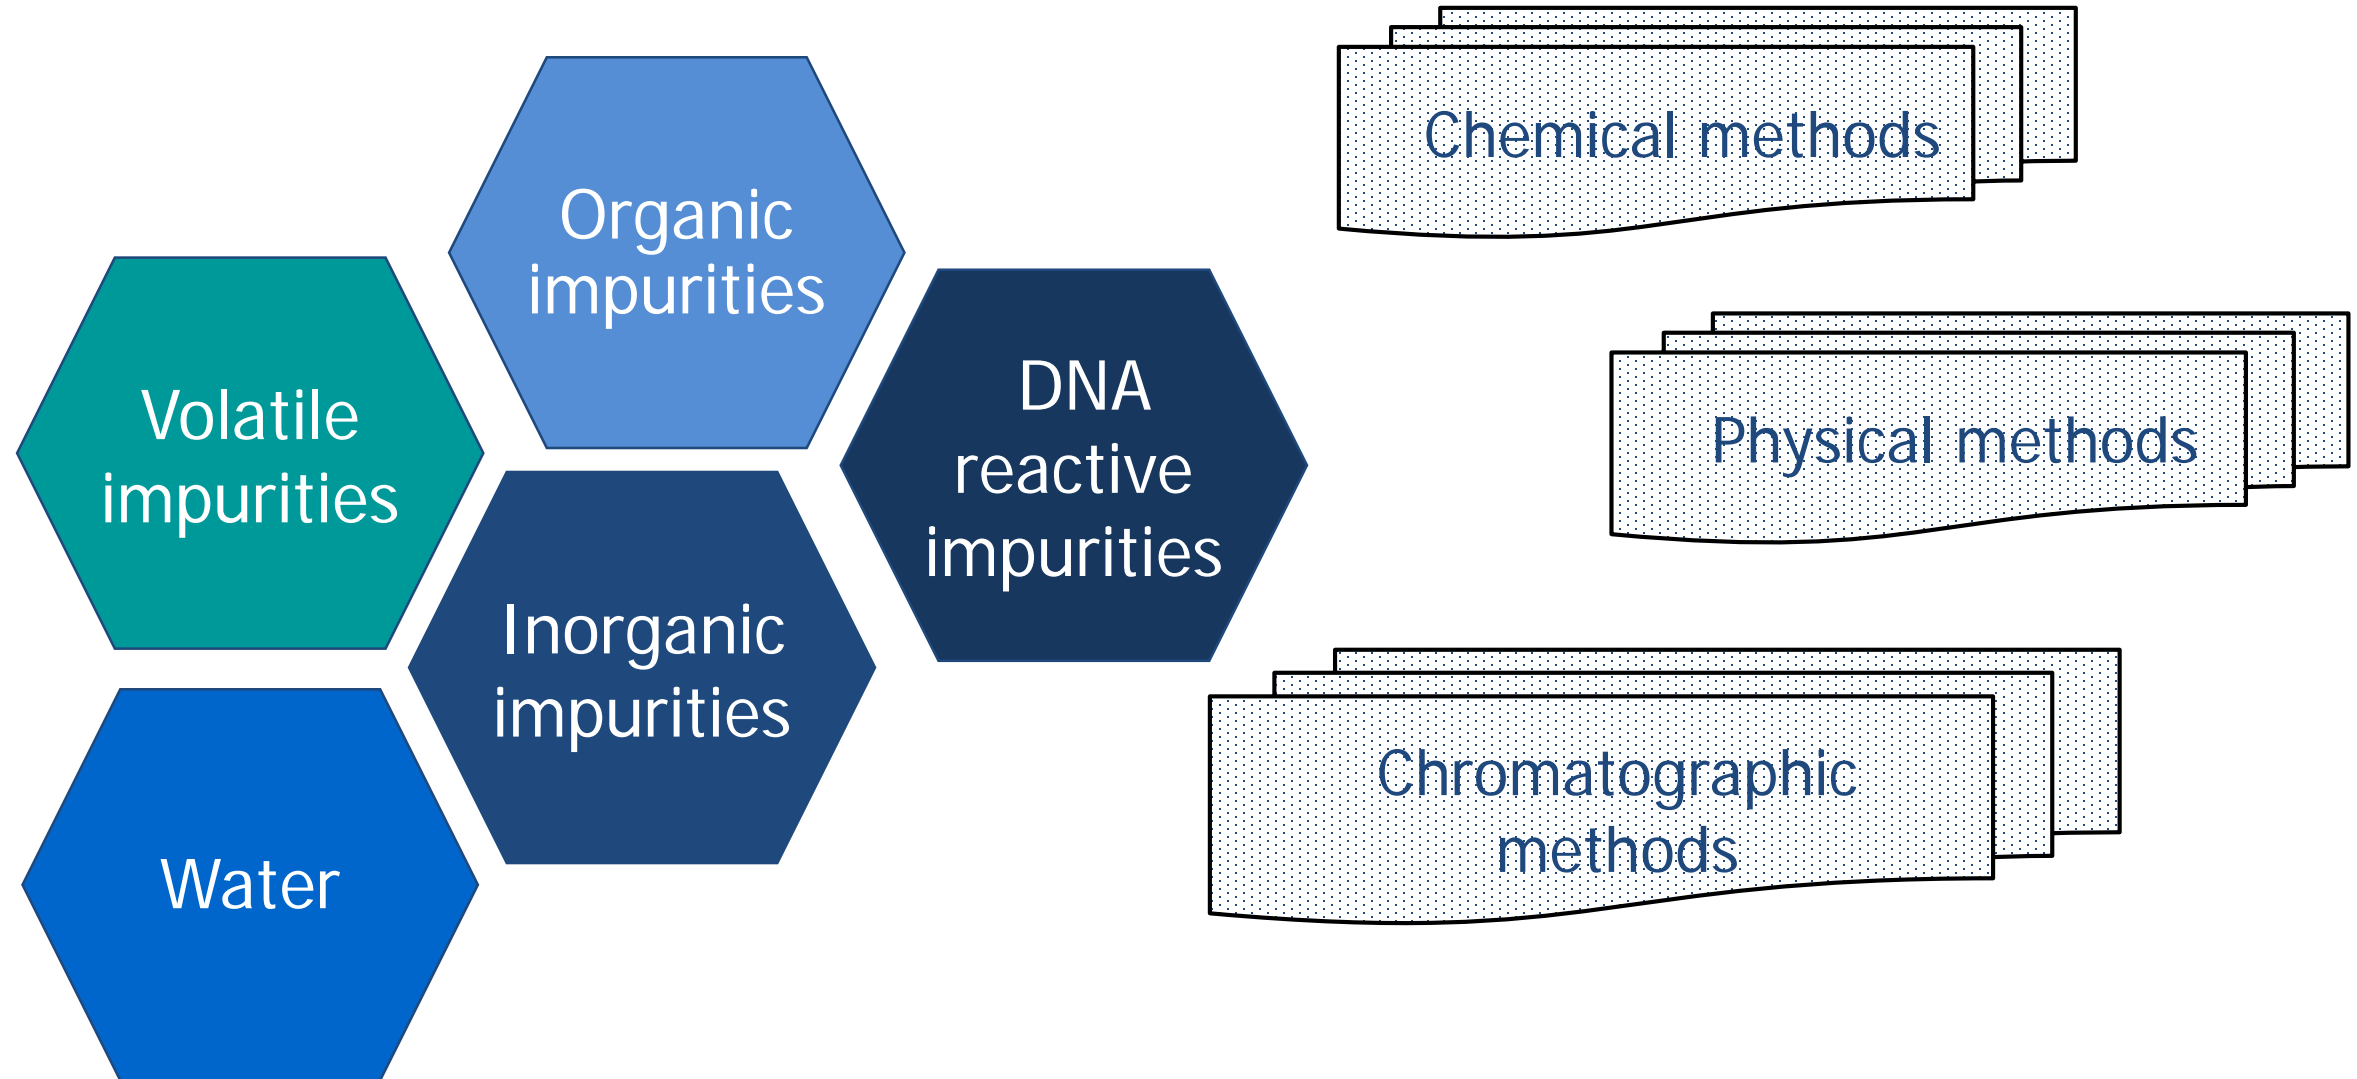 Organic
impurities
Volatile
impurities
DNA
reactive
impurities
Inorganic
impurities
Water
Chemical methods
Physical methods
Chromatographic
methods